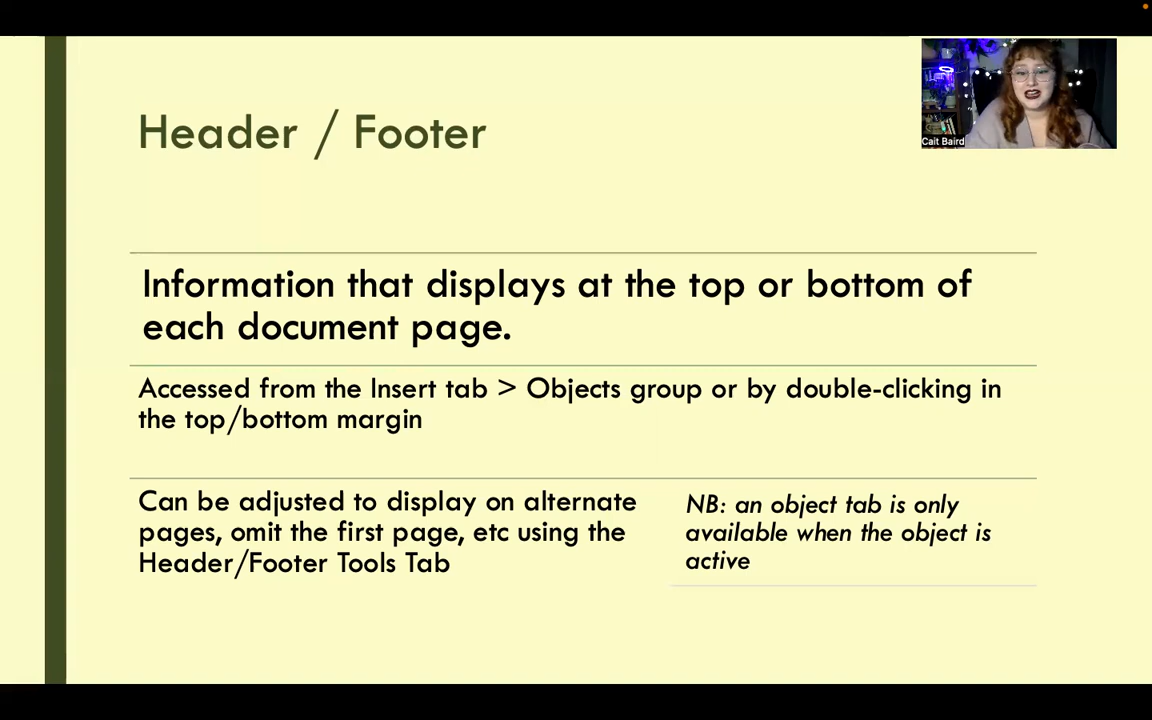 Header / Footer
Cait Baird
Information that displays at the top or bottom of
each document page.
Accessed from the Insert tab > Objects group or by double-clicking in
the top/bottom margin
Can be adjusted to display on alternate
pages, omit the first page, etc using the
Header/Footer Tools Tab
NB: an object tab is only
available when the object is
active